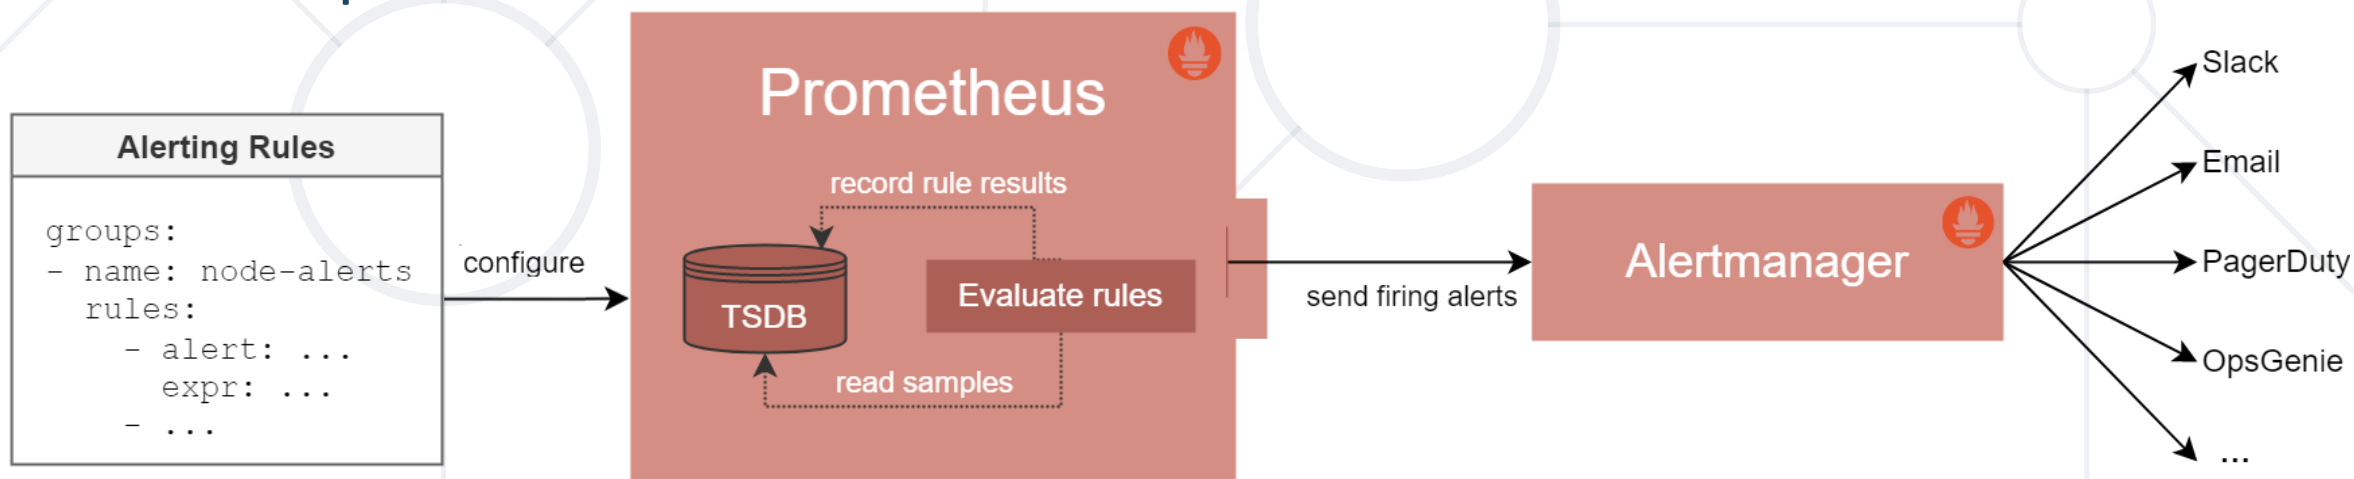 Alerting Rules
groups:
- name: node-alerts
rules:
- alert: ...
expr: ...
- ...
configure
Prometheus
record rule results
TSDB
Evaluate rules
read samples
send firing alerts
Alertmanager
Slack
Email
PagerDuty
OpsGenie
...